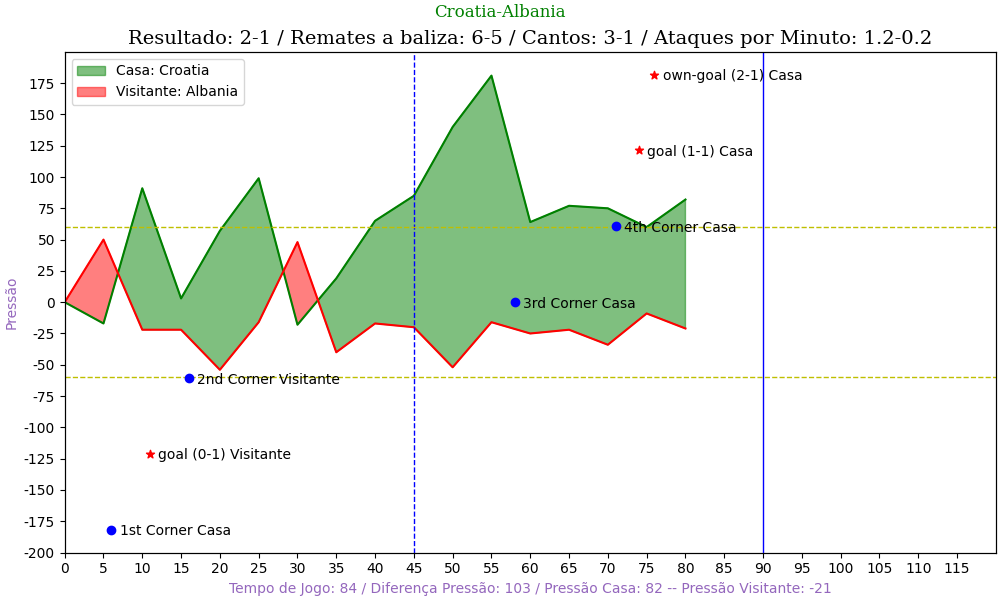 Croatia-Albania
Resultado: 2-1 / Remates a baliza: 6-5 / Cantos: 3-1 / Ataques por Minuto: 1.2-0.2
Casa: Croatia
Visitante: Albania
own-goal (2-1) Casa
goal (1-1) Casa
4th Corner Casa
3rd Corner Casa
2nd Corner Visitante
goal (0-1) Visitante
1st Corner Casa
Pressão
175
150
125
100
75
50
25
0
-25
-50
-75
-100
-125
-150
-175
-200
0 5 10 15 20 25 30 35 40 45 50 55 60 65 70 75 80 85 90 95 100 105 110 115
Tempo de Jogo: 84 / Diferença Pressão: 103 / Pressão Casa: 82 -- Pressão Visitante: -21